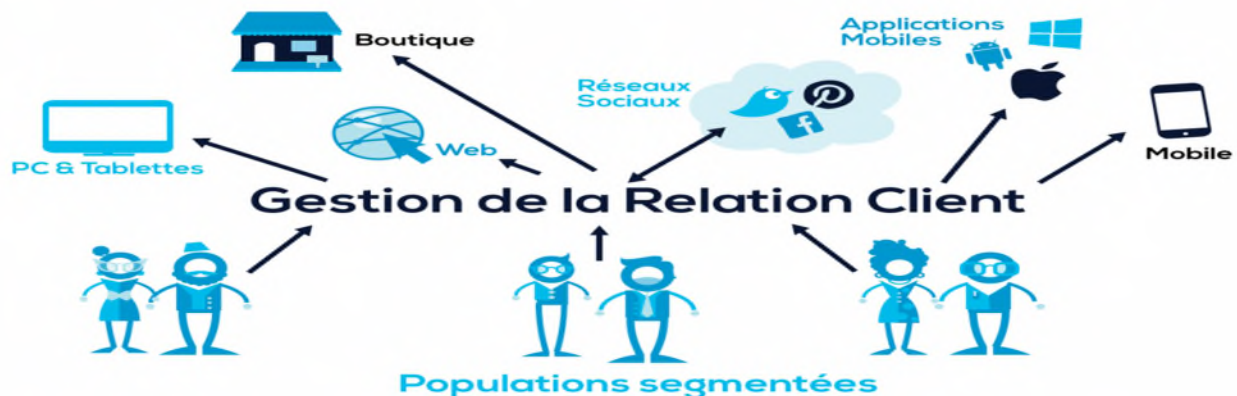 Boutique
Applications
Mobiles
Réseaux
Sociaux
PC & Tablettes
Web
Mobile
Gestion de la Relation Client
Populations segmentées